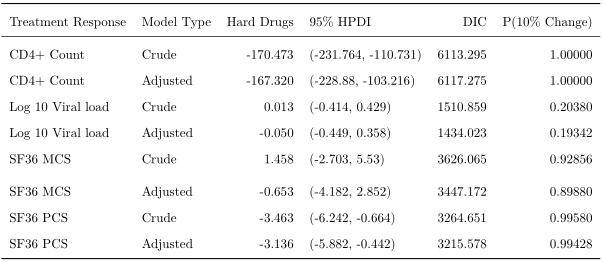 Treatment Response Model Type Hard Drugs 95% HPDI DIC P(10% Change)
CD4+ Count Crude -170.473 (-231.764, -110.731) 6113.295 1.00000
CD4+ Count Adjusted -167.320 (-228.88, -103.216) 6117.275 1.00000
Log 10 Viral load Crude 0.013 (-0.414, 0.429) 1510.859 0.20380
Log 10 Viral load Adjusted -0.050 (-0.449, 0.358) 1434.023 0.19342
SF36 MCS Crude 1.458 (-2.703, 5.53) 3626.065 0.92856
SF36 MCS Adjusted -0.653 (-4.182, 2.852) 3447.172 0.89880
SF36 PCS Crude -3.463 (-6.242, -0.664) 3264.651 0.99580
SF36 PCS Adjusted -3.136 (-5.882, -0.442) 3215.578 0.99428